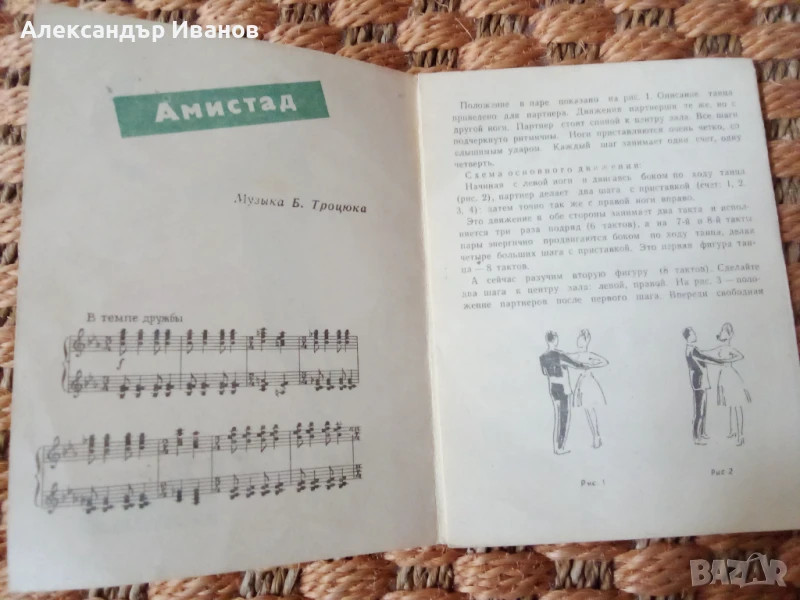 Александър Иванов
Амистад
Музыка Б. Троцюка
В темпе дружбы
Положение в паре показано на рис. 1. Описание танца
проведено для партнера. Движения партнерши те же, но с
другой ноги. Партнер стоит спиной к центру зала. Все шаги
подчеркнуто ритмичны. Ноги приставляются очень четко, со
слышимым ударом. Каждый шаг занимает один счет, одну
четверть.
Схема основного движения:
Начиная с левой ноги и двигаясь боком по ходу танца
(рис. 2), партнер делает два шага с приставкой (счет: 1, 2,
3, 4); затем точно так же с правой ноги вправо.
Это движение в обе стороны занимает два такта и испол-
няется три раза подряд (6 тактов), а на 7-й и 8-й такты
пары энергично продвигаются боком по ходу танца, делая
четыре больших шага с приставкой. Это первая фигура тан-
ца — 8 тактов.
А сейчас разучим вторую фигуру (8 тактов). Сделайте
два шага к центру зала: левой, правой. На рис. 3 — поло-
жение партнеров после первого шага. Впереди свободным
Рис. 1
Рис 2
BAZAR